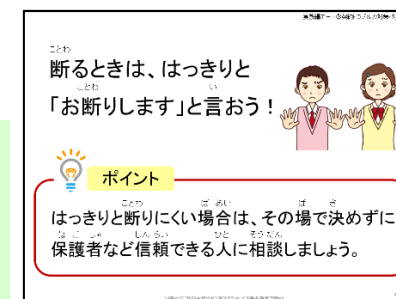 断るときは、はっきりと
「お断りします」と言おう！
ポイント
はっきりと断りにくい場合は、その場で決めずに
保護者など信頼できる人に相談しましょう。